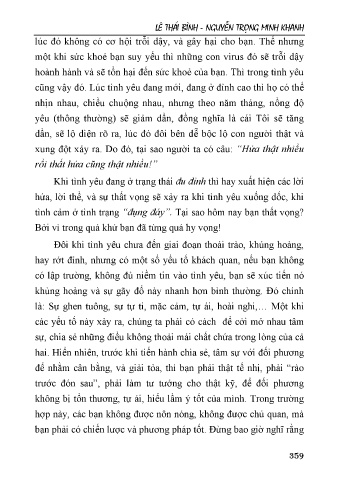 LÊ THÁI BÌNH - NGUYỄN TRỌNG MINH KHANH
lúc đó không có cơ hội trỗi dậy, và gây hại cho bạn. Thế nhưng
một khi sức khoẻ bạn suy yếu thì những con virus đó sẽ trỗi dậy
hoành hành và sẽ tổn hại đến sức khoẻ của bạn. Thì trong tình yêu
cũng vậy đó. Lúc tình yêu đang mới, đang ở đỉnh cao thì họ có thể
nhịn nhau, chiều chuộng nhau, nhưng theo năm tháng, nồng độ
yêu (thông thường) sẽ giảm dần, đồng nghĩa là cái Tôi sẽ tăng
dần, sẽ lộ diện rõ ra, lúc đó đôi bên dễ bộc lộ con người thật và
xung đột xảy ra. Do đó, tại sao người ta có câu: "Hứa thật nhiều
rồi thất hứa cũng thật nhiều!"
Khi tình yêu đang ở trạng thái đu đỉnh thì hay xuất hiện các lời
hứa, lời thề, và sự thất vọng sẽ xảy ra khi tình yêu xuống dốc, khi
tình cảm ở tình trạng "đụng đáy". Tại sao hôm nay bạn thất vọng?
Bởi vì trong quá khứ bạn đã từng quá hy vọng!
Đôi khi tình yêu chưa đến giai đoạn thoái trào, khủng hoảng,
hay rớt đỉnh, nhưng có một số yếu tố khách quan, nếu bạn không
có lập trường, không đủ niềm tin vào tình yêu, bạn sẽ xúc tiến nó
khủng hoảng và sự gãy đổ này nhanh hơn bình thường. Đó chính
là: Sự ghen tuông, sự tự ti, mặc cảm, tự ái, hoài nghi,… Một khi
các yếu tố này xảy ra, chúng ta phải có cách để cởi mở nhau tâm
sự, chia sẻ những điều không thoải mái chất chứa trong lòng của cả
hai. Hiển nhiên, trước khi tiến hành chia sẻ, tâm sự với đối phương
để nhằm cân bằng, và giải tỏa, thì bạn phải thật tế nhị, phải "rào
trước đón sau", phải làm tư tưởng cho thật kỹ, để đối phương
không bị tổn thương, tự ái, hiểu lầm ý tốt của mình. Trong trường
hợp này, các bạn không được nôn nóng, không được chủ quan, mà
bạn phải có chiến lược và phương pháp tốt. Đừng bao giờ nghĩ rằng
359